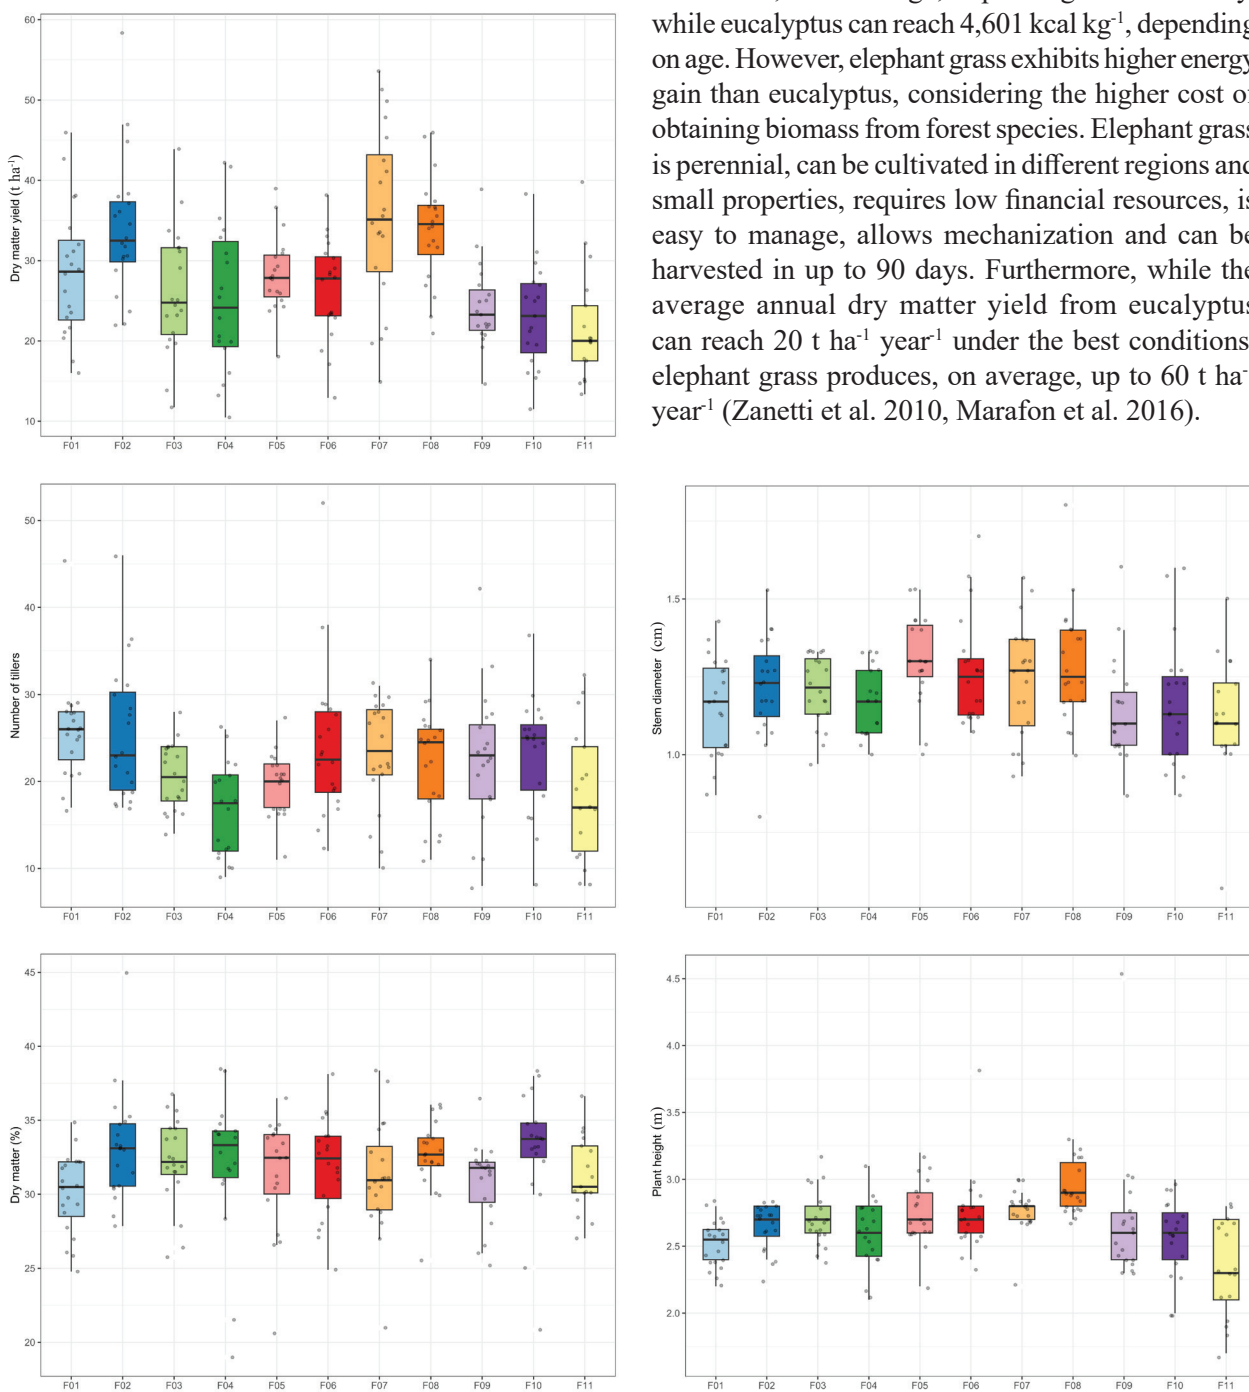 while eucalyptus can reach 4,601 kcal kg-1, depending
on age. However, elephant grass exhibits higher energy
gain than eucalyptus, considering the higher cost of
obtaining biomass from forest species. Elephant grass
is perennial, can be cultivated in different regions and
small properties, requires low financial resources, is
easy to manage, allows mechanization and can be
harvested in up to 90 days. Furthermore, while the
average annual dry matter yield from eucalyptus
can reach 20 t ha-1 year-1 under the best conditions
elephant grass produces, on average, up to 60 t ha-
year-1 (Zanetti et al. 2010, Marafon et al. 2016).
Dry matter yield (t ha-1)
60
50
40
30
20
10
F01 F02 F03 F04 F05 F06 F07 F08 F09 F10 F11
Number of tillers
50
40
30
20
10
F01 F02 F03 F04 F05 F06 F07 F08 F09 F10 F11
Stem diameter (cm)
1.5
1.0
F01 F02 F03 F04 F05 F06 F07 F08 F09 F10 F11
Dry matter (%)
45
40
35
30
25
20
F01 F02 F03 F04 F05 F06 F07 F08 F09 F10 F11
Plant height (m)
4.5
4.0
3.5
3.0
2.5
2.0
F01 F02 F03 F04 F05 F06 F07 F08 F09 F10 F11